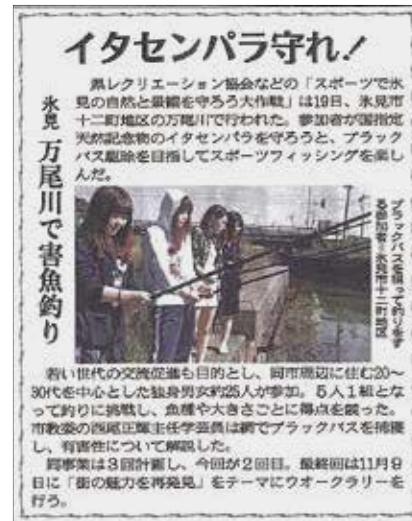 イタセンパラ守れ!
氷見 万尾川で害魚釣り
県レクリエーション協会などの「スポーツで氷
見の自然と景観を守ろう大作戦」は19日、氷見市
十二町地区の万尾川で行われた。参加者が国指定
天然記念物のイタセンパラを守ろうと、ブラック
バス駆除を目指してスポーツフィッシングを楽し
んだ。
ブラックバスを狙って釣りをす
る参加者=氷見市十二町地区
若い世代の交流促進も目的とし、同市周辺に住む20〜
30代を中心とした独身男女約25人が参加。5人1組とな
って釣りに挑戦し、魚種や大きさごとに得点を競った。
市教委の西尾正輝主任学芸員は網でブラックバスを捕獲
し、有害性について解説した。
同事業は3回計画し、今回が2回目。最終回は11月9
日に「街の魅力を再発見」をテーマにウオークラリーを
行う。